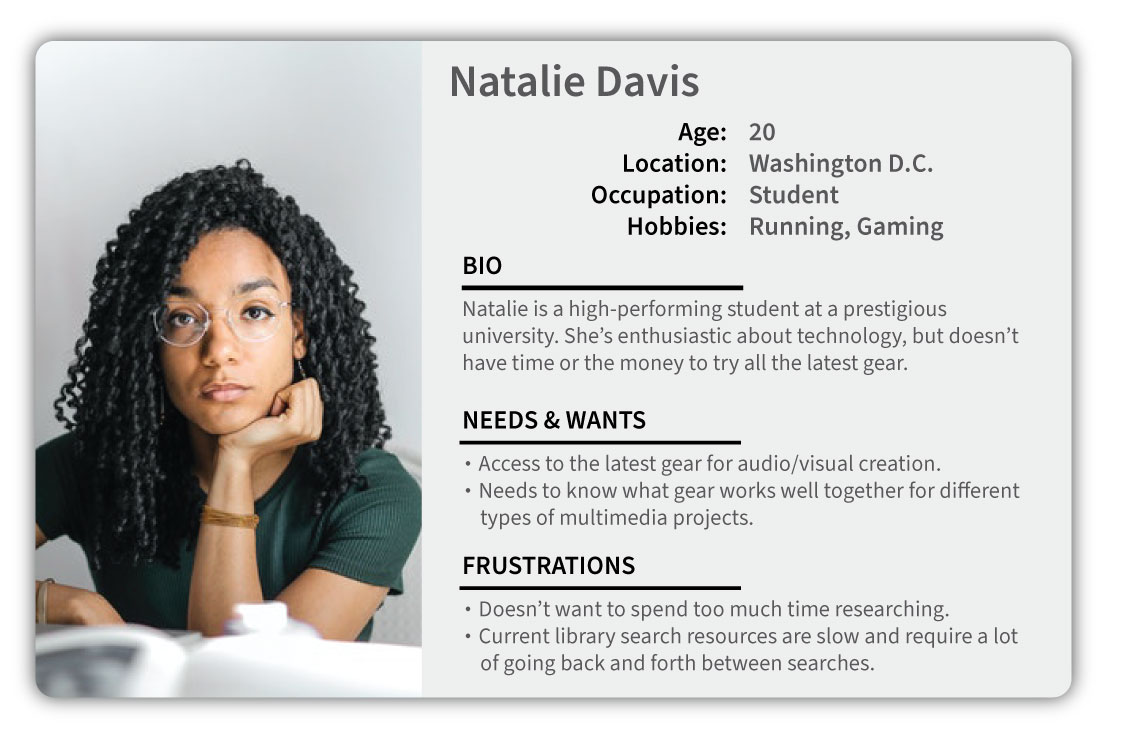 Natalie Davis
Age: 20
Location: Washington D.C.
Occupation: Student
Hobbies: Running, Gaming
BIO
Natalie is a high-performing student at a prestigious
university. She’s enthusiastic about technology, but doesn’t
have time or the money to try all the latest gear.
NEEDS & WANTS
• Access to the latest gear for audio/visual creation.
• Needs to know what gear works well together for different
types of multimedia projects.
FRUSTRATIONS
• Doesn’t want to spend too much time researching.
• Current library search resources are slow and require a lot
of going back and forth between searches.